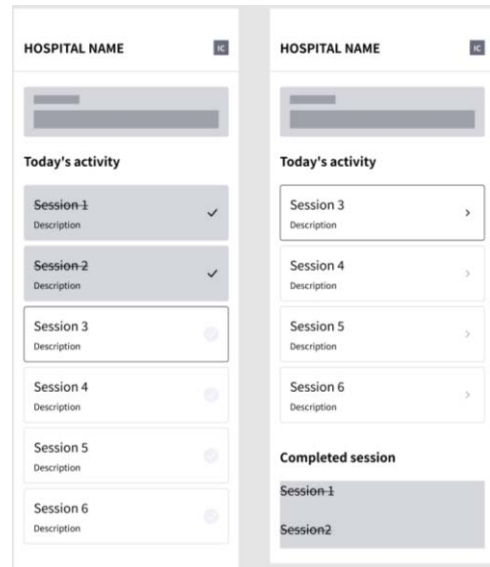 HOSPITAL NAME
IC
Today's activity
Session 1
Description
Session 2
Description
Session 3
Description
Session 4
Description
Session 5
Description
Session 6
Description
HOSPITAL NAME
IC
Today's activity
Session 3
Description
Session 4
Description
Session 5
Description
Session 6
Description
Completed session
Session 1
Session2